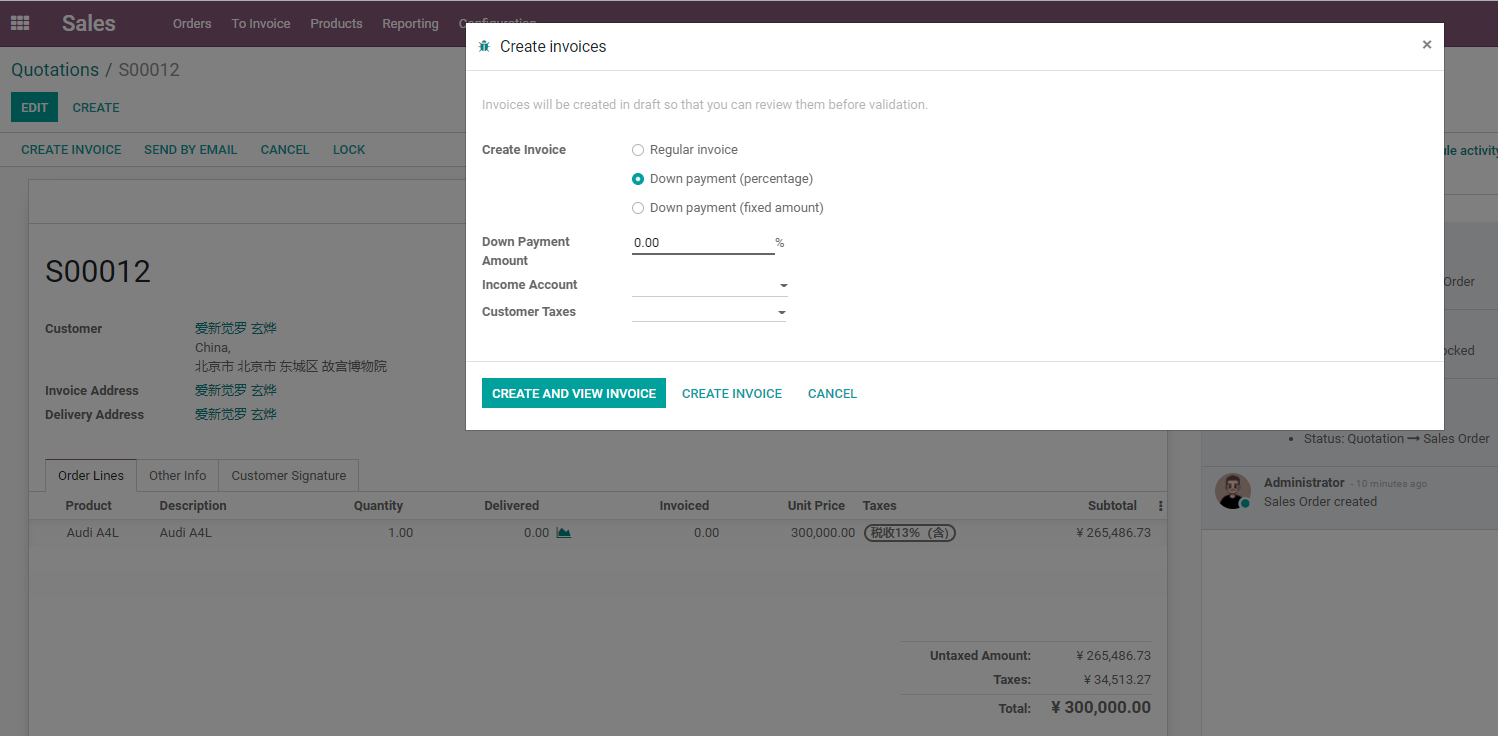 Sales Orders To Invoice Products Reporting Configuration
Create invoices ×
Quotations / S00012
EDIT CREATE
Invoices will be created in draft so that you can review them before validation.
CREATE INVOICE SEND BY EMAIL CANCEL LOCK
activity
Create Invoice Regular invoice
Down payment (percentage)
Down payment (fixed amount)
Down Payment Amount 0.00 %
Income Account
Customer Taxes
CREATE AND VIEW INVOICE CREATE INVOICE CANCEL
S00012
Customer 爱新觉罗 玄烨
China,
北京市 北京市 东城区 故宫博物院
Invoice Address 爱新觉罗 玄烨
Delivery Address 爱新觉罗 玄烨
Order
ocked
• Status: Quotation → Sales Order
Administrator - 10 minutes ago
Sales Order created
Order Lines Other Info Customer Signature
Product Description Quantity Delivered Invoiced Unit Price Taxes Subtotal
Audi A4L Audi A4L 1.00 0.00 0.00 300,000.00 税收13% (含) ¥ 265,486.73
Untaxed Amount: ¥ 265,486.73
Taxes: ¥ 34,513.27
Total: ¥ 300,000.00